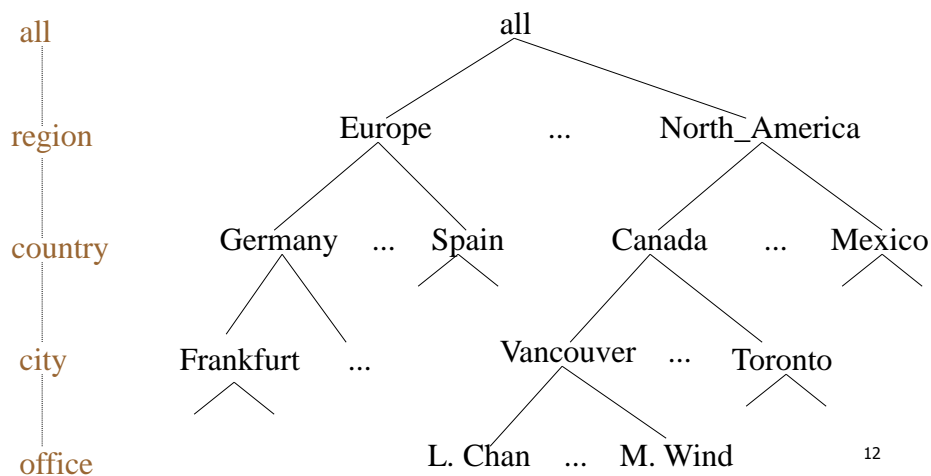 all all
region Europe ... North_America
country Germany ... Spain Canada ... Mexico
city Frankfurt ... Vancouver ... Toronto
office L. Chan ... M. Wind 12